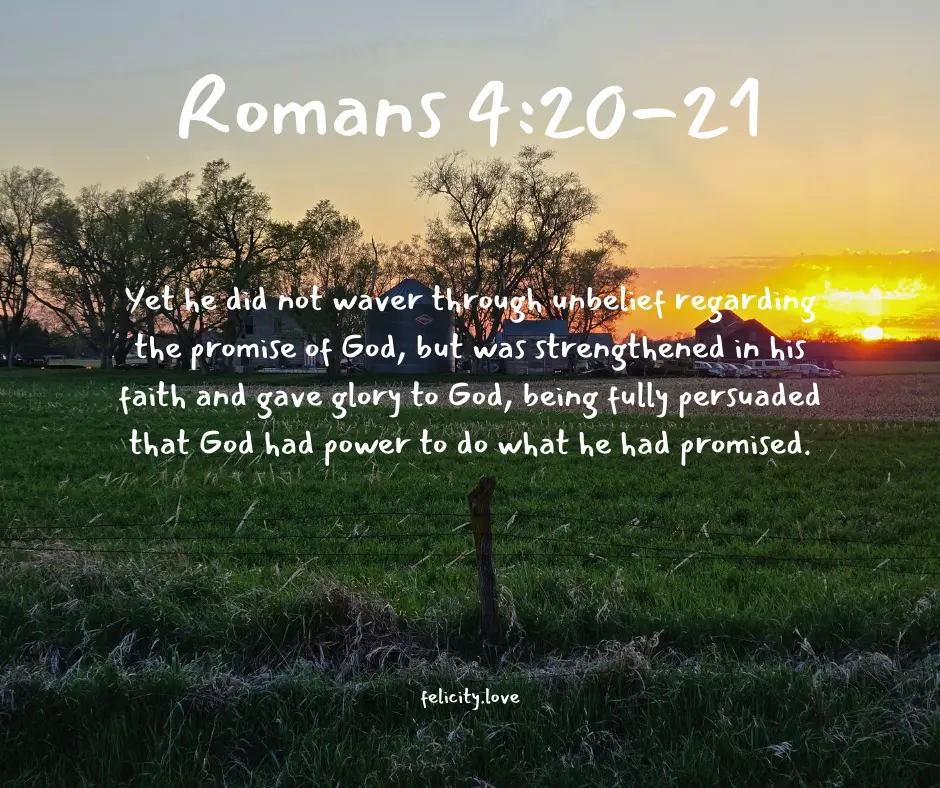 Romans 4:20-21
Yet he did not waver through unbelief regarding
the promise of God, but was strengthened in his
faith and gave glory to God, being fully persuaded
that God had power to do what he had promised.
felicity.love